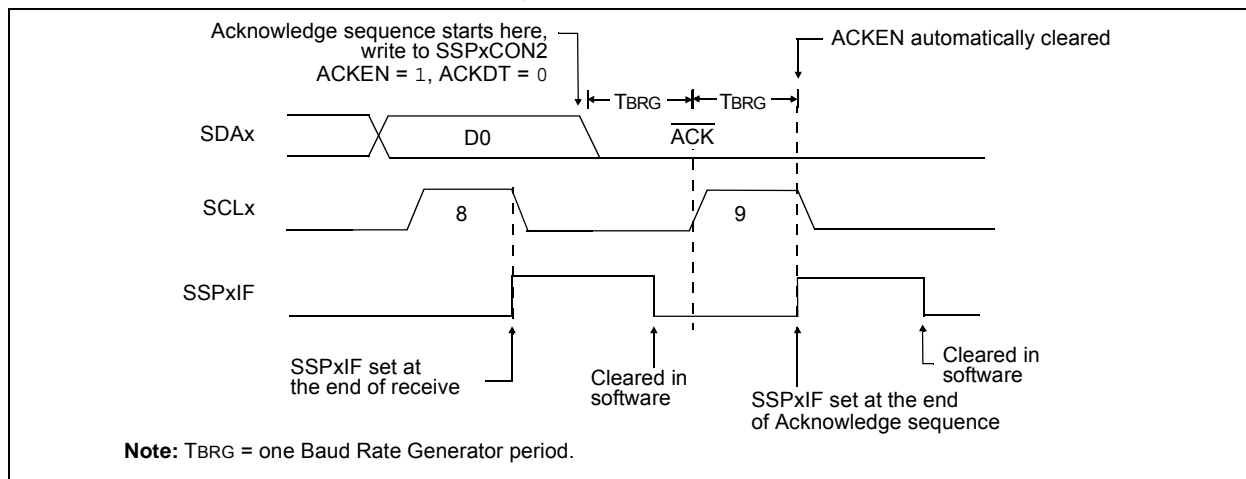 Acknowledge sequence starts here,
write to SSPxCON2
ACKEN = 1, ACKDT = 0
ACKEN automatically cleared
TBRG
TBRG
SDAx
D0
ACK
SCLx
8
9
SSPxIF
SSPxIF set at
the end of receive
Cleared in
software
SSPxIF set at the end
of Acknowledge sequence
Cleared in
software
Note: TBRG = one Baud Rate Generator period.